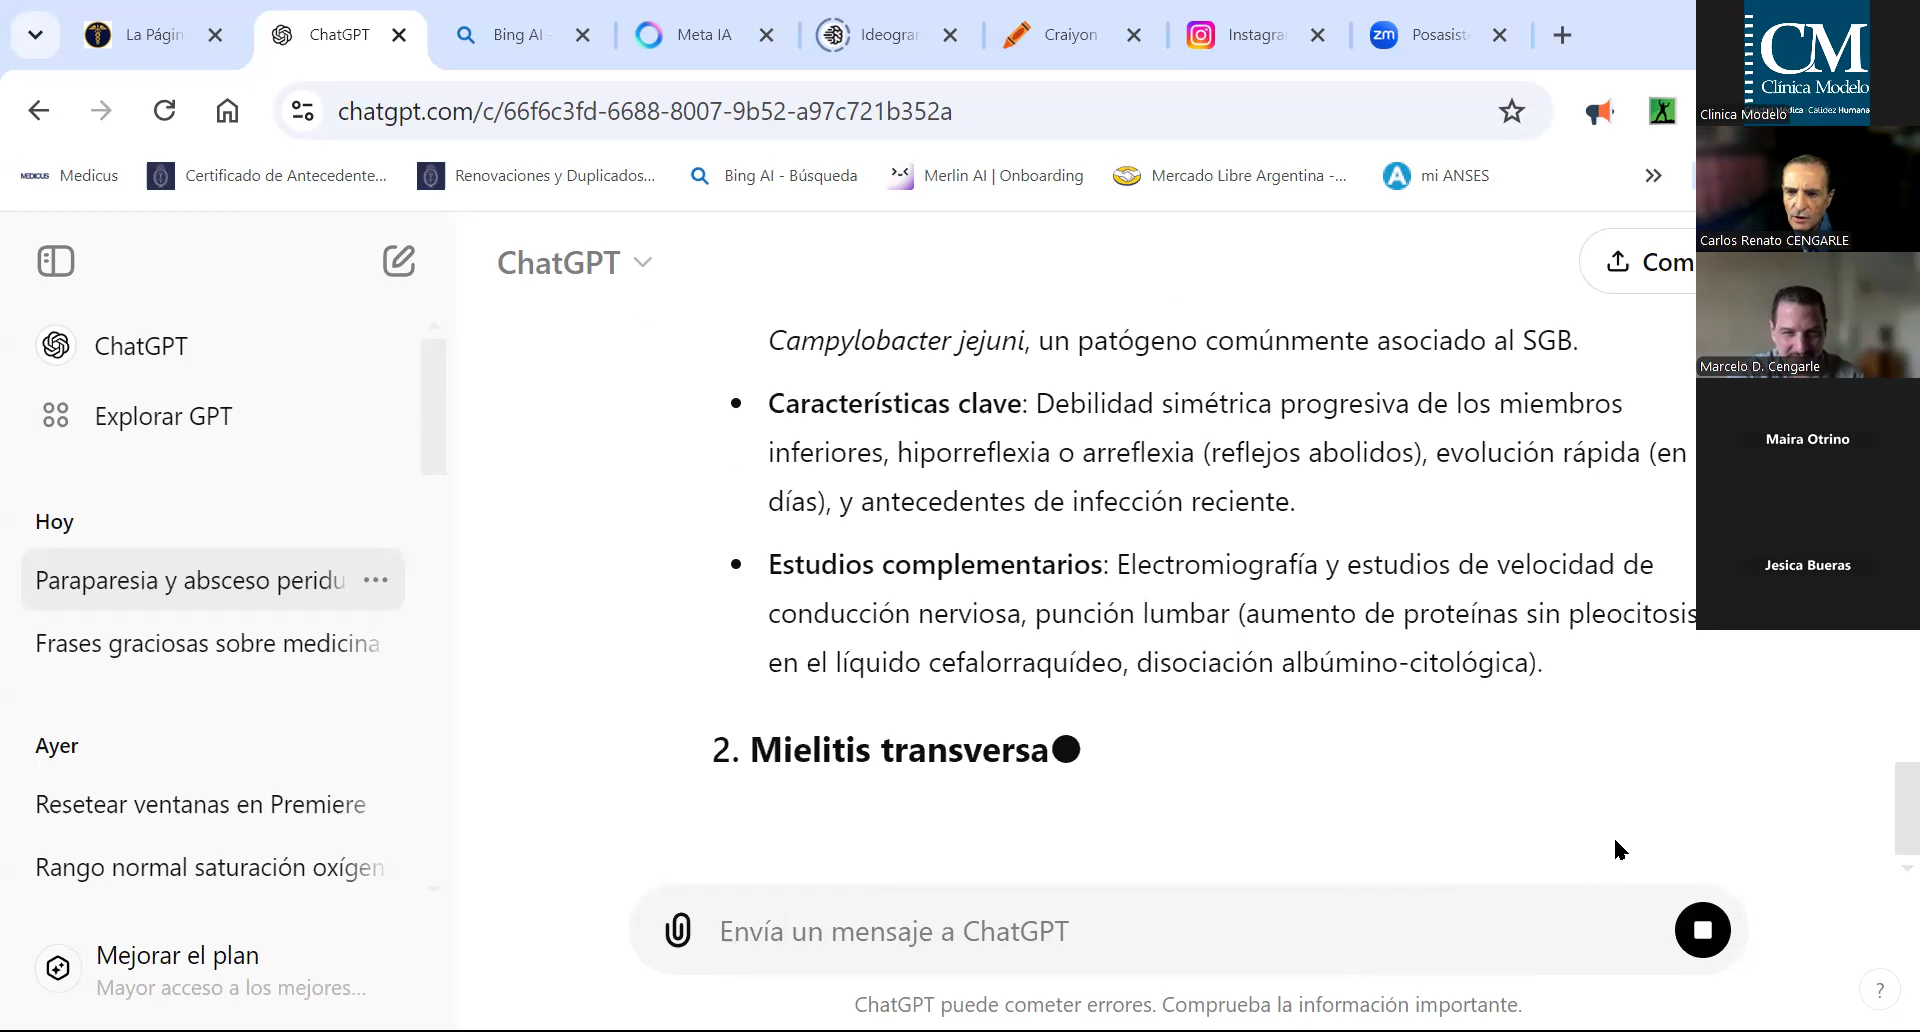 La Págin
ChatGPT
Bing AI -
Meta IA
Ideogra
Craiyon
Instagra
zm
Posasist
chatgpt.com/c/66f6c3fd-6688-8007-9b52-a97c721b352a
MEDICUS Medicus
Certificado de Antecedente...
Renovaciones y Duplicados...
Bing AI - Búsqueda
Merlin AI | Onboarding
Mercado Libre Argentina -...
mi ANSES
ChatGPT
Explorar GPT
Hoy
Paraparesia y absceso peridu
Frases graciosas sobre medicina
Ayer
Resetear ventanas en Premiere
Rango normal saturación oxígen
Mejorar el plan
Mayor acceso a los mejores...
ChatGPT
Com
Campylobacter jejuni, un patógeno comúnmente asociado al SGB.
Características clave: Debilidad simétrica progresiva de los miembros
inferiores, hiporreflexia o arreflexia (reflejos abolidos), evolución rápida (en
días), y antecedentes de infección reciente.
Estudios complementarios: Electromiografía y estudios de velocidad de
conducción nerviosa, punción lumbar (aumento de proteínas sin pleocitosis
en el líquido cefalorraquídeo, disociación albúmino-citológica).
2. Mielitis transversa
Envía un mensaje a ChatGPT
ChatGPT puede cometer errores. Comprueba la información importante.
?
CM
Clínica Modelo
Calidez Humana
Clinica Modelo
Carlos Renato CENGARLE
Marcelo D. Cengarle
Maira Otrino
Jesica Bueras